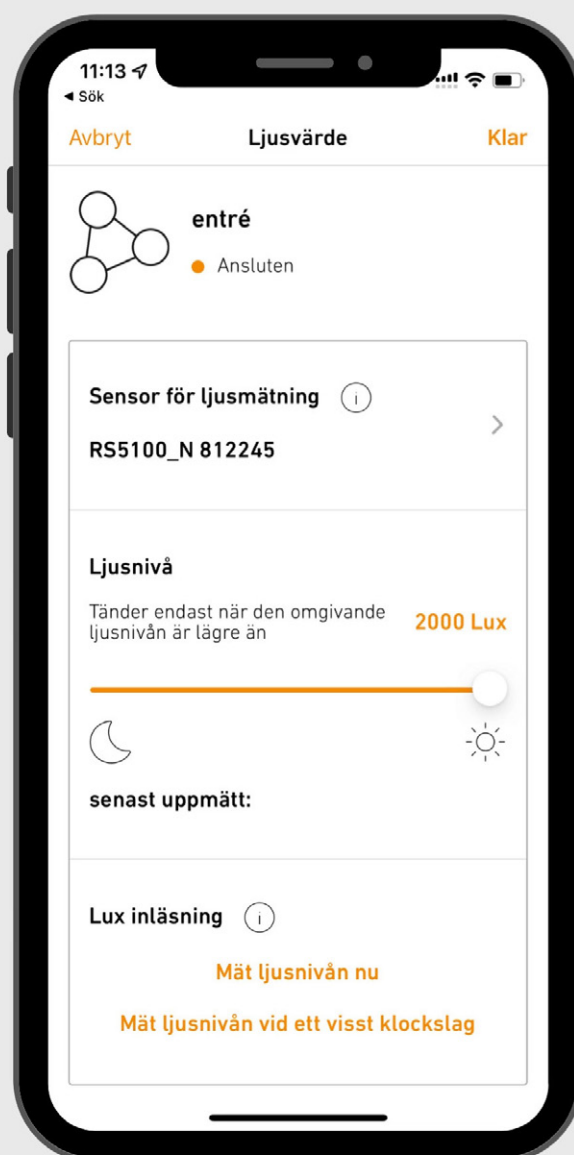 11:13
◀ Sök
Avbryt Ljusvärde Klar
entré
Ansluten
Sensor för ljusmätning i
RS5100_N 812245
Ljusnivå
Tänder endast när den omgivande
ljusnivån är lägre än
2000 Lux
senast uppmätt:
Lux inläsning i
Mät ljusnivån nu
Mät ljusnivån vid ett visst klockslag